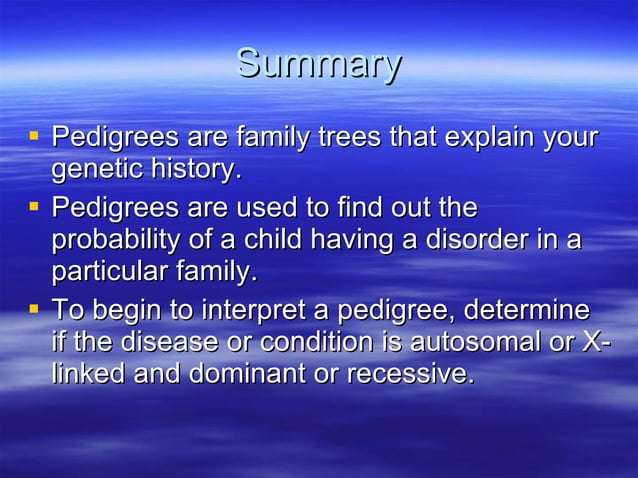 Summary
Pedigrees are family trees that explain your
genetic history.
Pedigrees are used to find out the
probability of a child having a disorder in a
particular family.
To begin to interpret a pedigree, determine
if the disease or condition is autosomal or X-
linked and dominant or recessive.